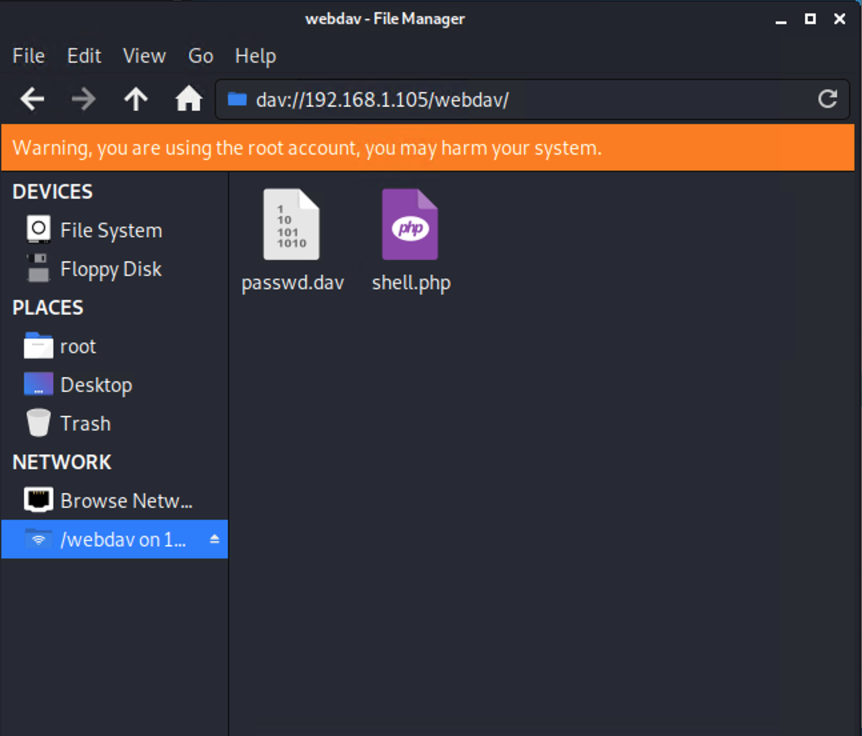 webdav - File Manager
File Edit View Go Help
dav://192.168.1.105/webdav/
Warning, you are using the root account, you may harm your system.
DEVICES
File System
Floppy Disk
PLACES
root
Desktop
Trash
NETWORK
Browse Netw...
/webdav on 1...
1
10
101
1010
php
passwd.dav shell.php